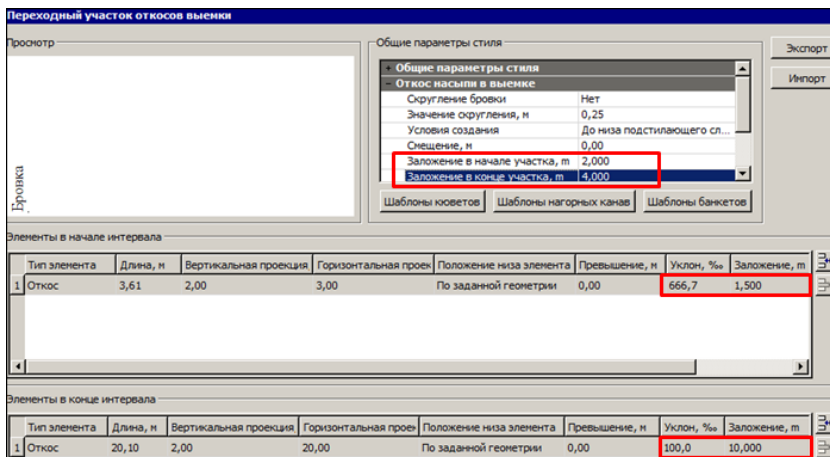 Переходный участок откосов выемки
Просмотр
Бровка
Общие параметры стиля
Экспорт
Импорт
+ Общие параметры стиля
- Откос насыпи в выемке
Скругление бровки Нет
Значение скругления, м 0,25
Условия создания До низа подстилающего сл...
Смещение, м 0,00
Заложение в начале участка, m 2,000
Заложение в конце участка, m 4,000
Шаблоны кюветов Шаблоны нагорных канав Шаблоны банкетов
Элементы в начале интервала
Тип элемента Длина, м Вертикальная проекция Горизонтальная проек Положение низа элемента Превышение, м Уклон, ‰ Заложение, m
1 Откос 3,61 2,00 3,00 По заданной геометрии 0,00 666,7 1,500
Элементы в конце интервала
Тип элемента Длина, м Вертикальная проекция Горизонтальная проек Положение низа элемента Превышение, м Уклон, ‰ Заложение, m
1 Откос 20,10 2,00 20,00 По заданной геометрии 0,00 100,0 10,000